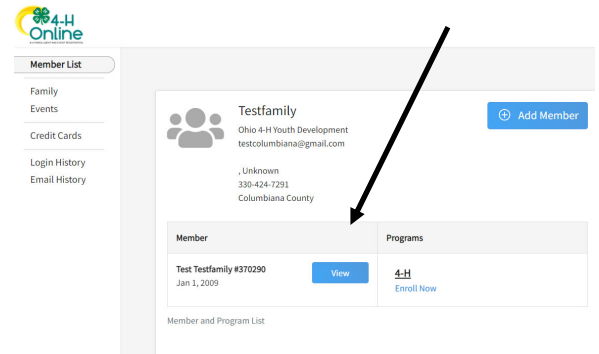 4-H
Online
Member List
Family
Events
Credit Cards
Login History
Email History
Testfamily
Ohio 4-H Youth Development
testcolumbiana@gmail.com
, Unknown
330-424-7291
Columbiana County
Add Member
Member
Programs
Test Testfamily #370290
Jan 1, 2009
View
4-H
Enroll Now
Member and Program List